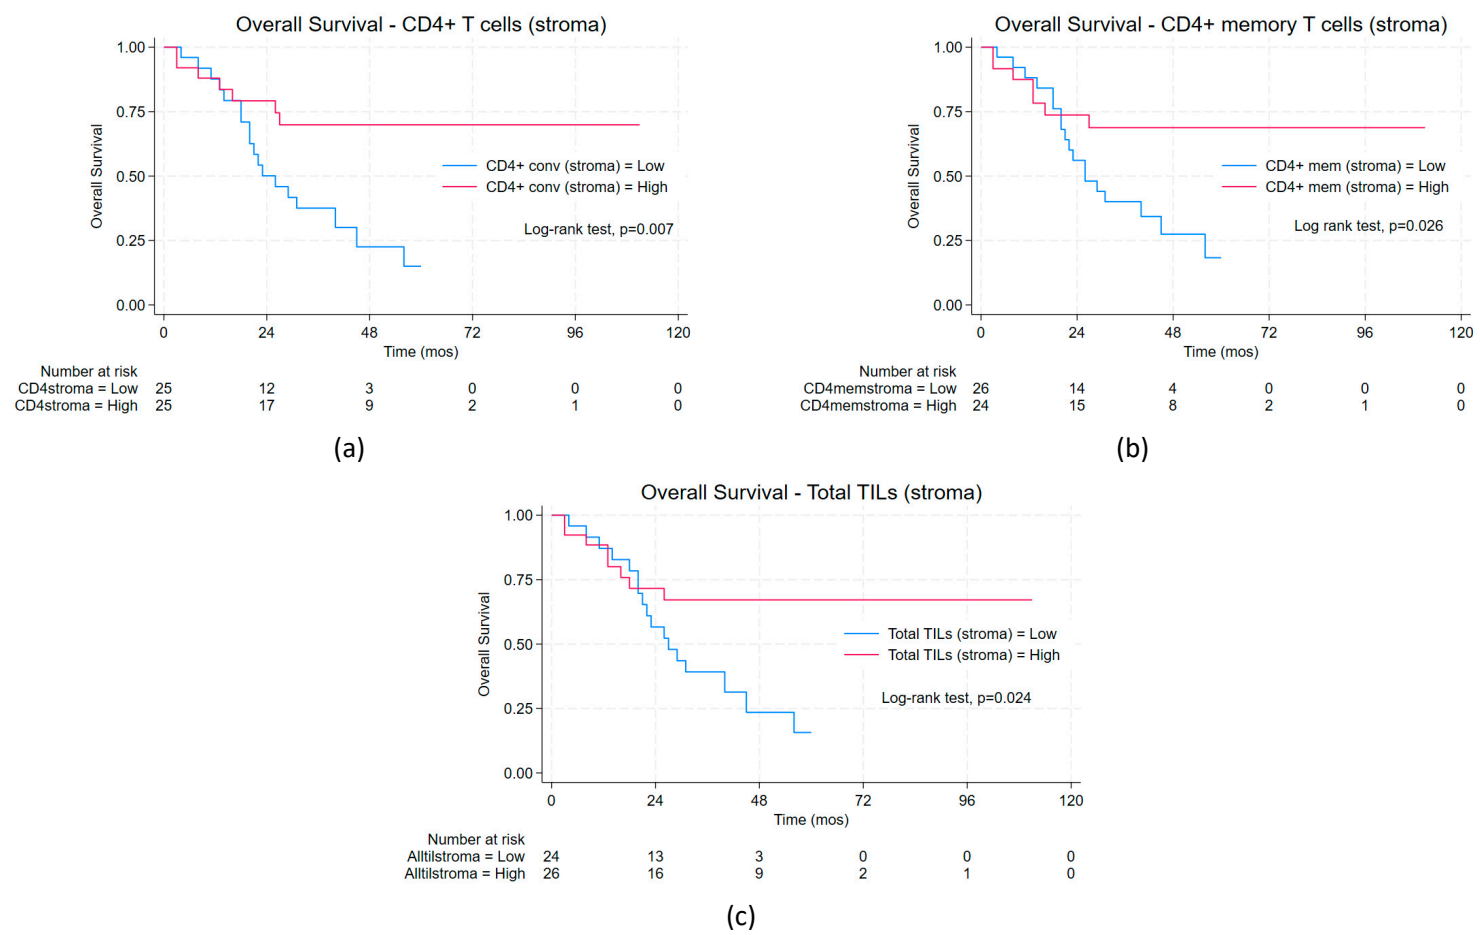 Overall Survival - CD4+ T cells (stroma)
1.00
0.75
0.50
0.25
0.00
Overall Survival
CD4+ conv (stroma) = Low
CD4+ conv (stroma) = High
Log-rank test, p=0.007
0 24 48 72 96 120
Time (mos)
Number at risk
CD4stroma = Low 25 12 3 0 0 0
CD4stroma = High 25 17 9 2 1 0
(a)
Overall Survival - CD4+ memory T cells (stroma)
1.00
0.75
0.50
0.25
0.00
Overall Survival
CD4+ mem (stroma) = Low
CD4+ mem (stroma) = High
Log rank test, p=0.026
0 24 48 72 96 120
Time (mos)
Number at risk
CD4memstroma = Low 26 14 4 0 0 0
CD4memstroma = High 24 15 8 2 1 0
(b)
Overall Survival - Total TILs (stroma)
1.00
0.75
0.50
0.25
0.00
Overall Survival
Total TILs (stroma) = Low
Total TILs (stroma) = High
Log-rank test, p=0.024
0 24 48 72 96 120
Time (mos)
Number at risk
Alltilstroma = Low 24 13 3 0 0 0
Alltilstroma = High 26 16 9 2 1 0
(c)